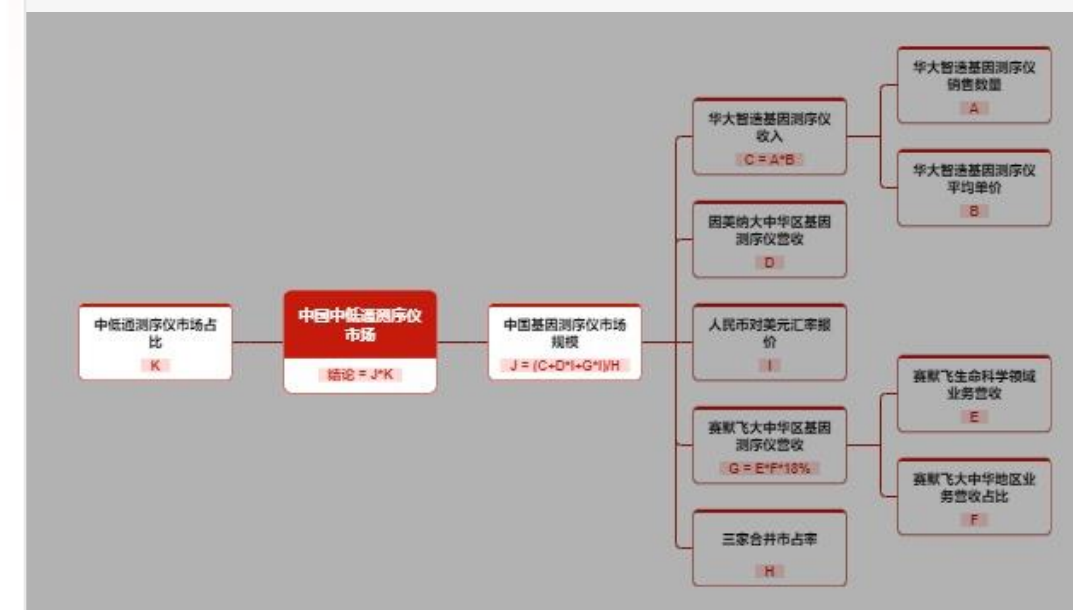 华大智造基因测序仪
销售数量
A
华大智造基因测序仪
收入
C = A*B
华大智造基因测序仪
平均单价
B
因美纳大中华区基因
测序仪营收
D
中低通测序仪市场占
比
K
中国中低通测序仪
市场
结论 = J*K
中国基因测序仪市场
规模
J = (C+D*I+G*I)/H
人民币对美元汇率报
价
I
赛默飞生命科学领域
业务营收
E
赛默飞大中华区基因
测序仪营收
G = E*F*18%
赛默飞大中华地区业
务营收占比
F
三家合并市占率
H